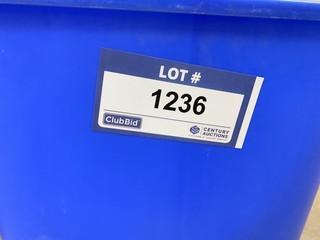 LOT #
1236
ClubBid
CENTURY
AUCTIONS